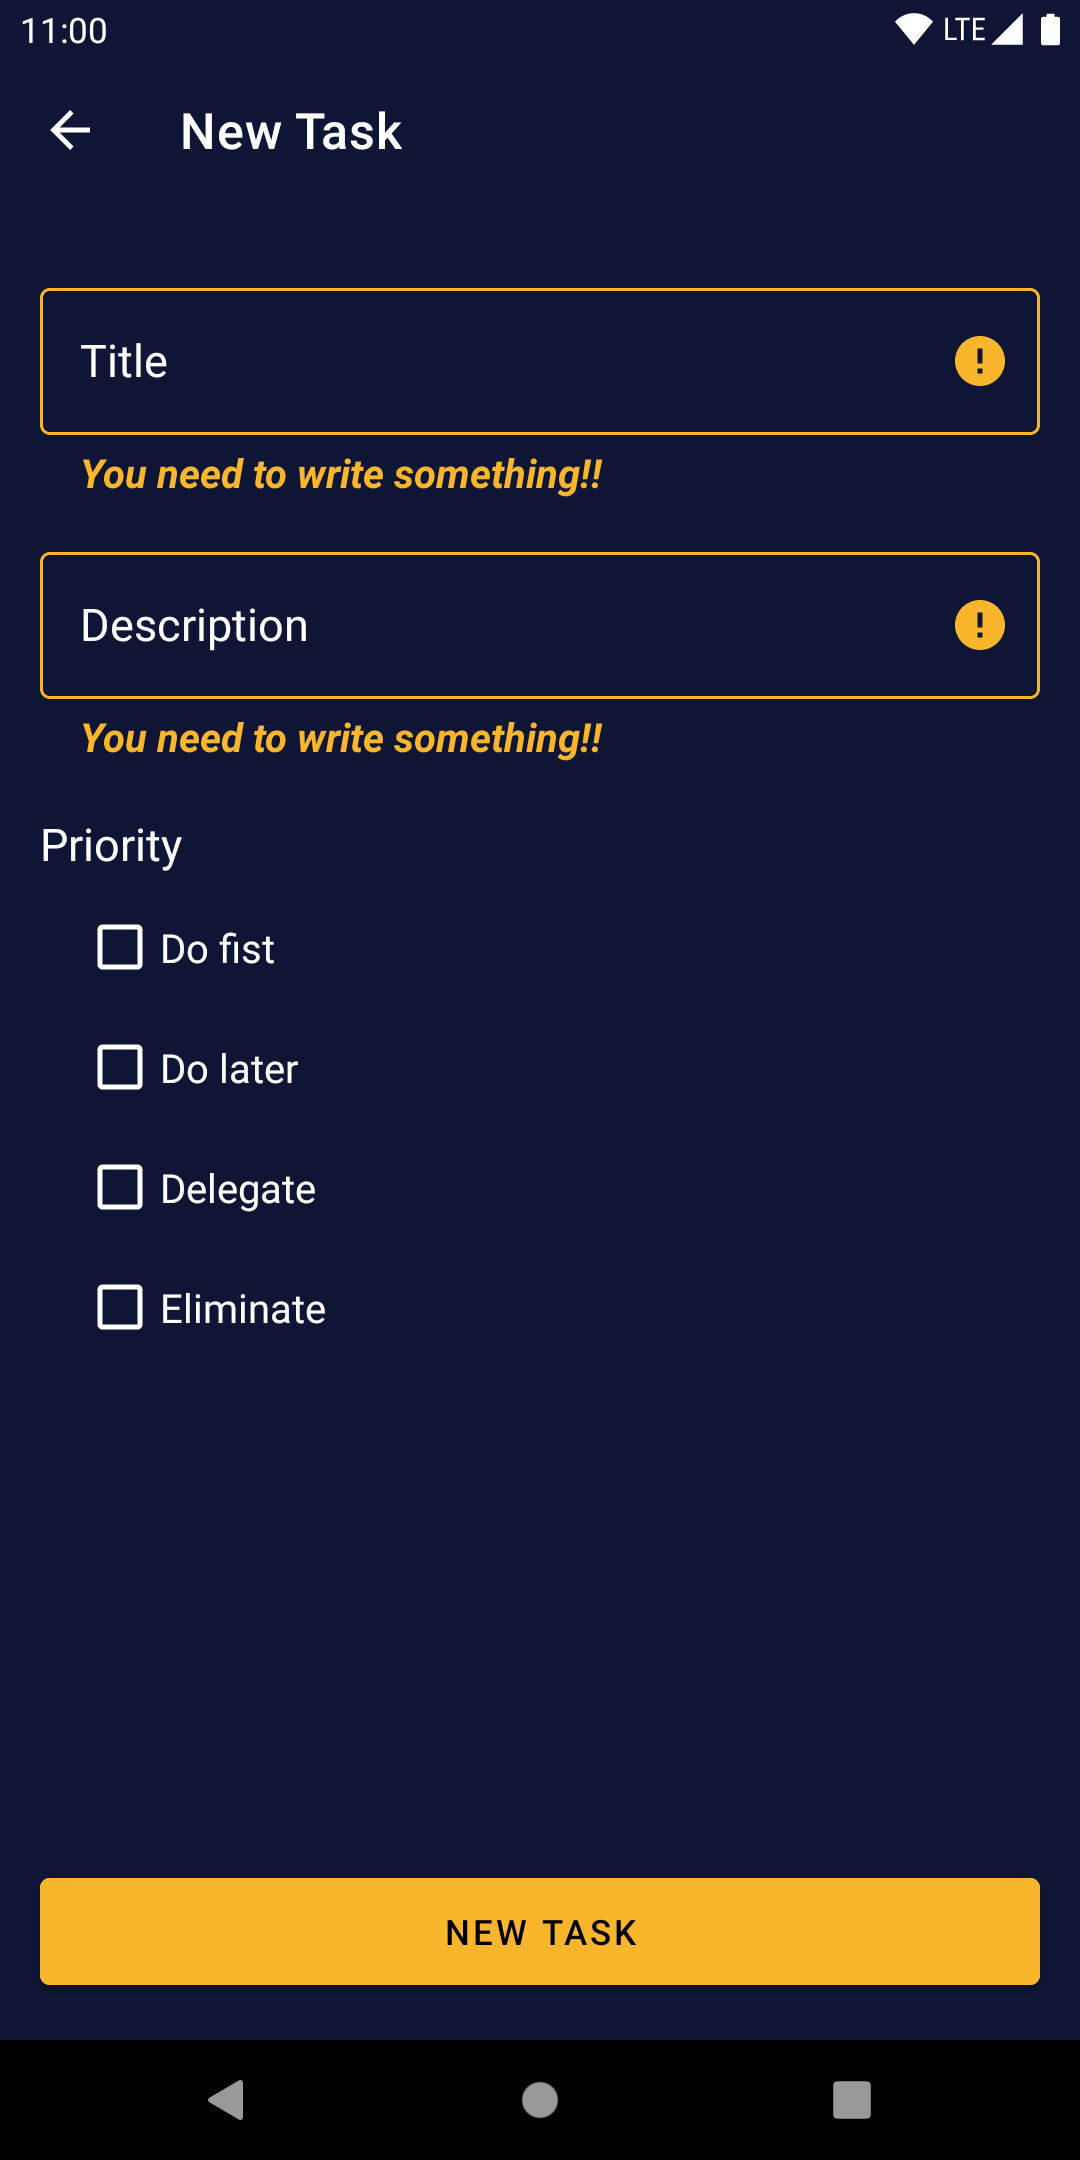 11:00 LTE
New Task
Title
You need to write something!!
Description
You need to write something!!
Priority
Do fist
Do later
Delegate
Eliminate
NEW TASK